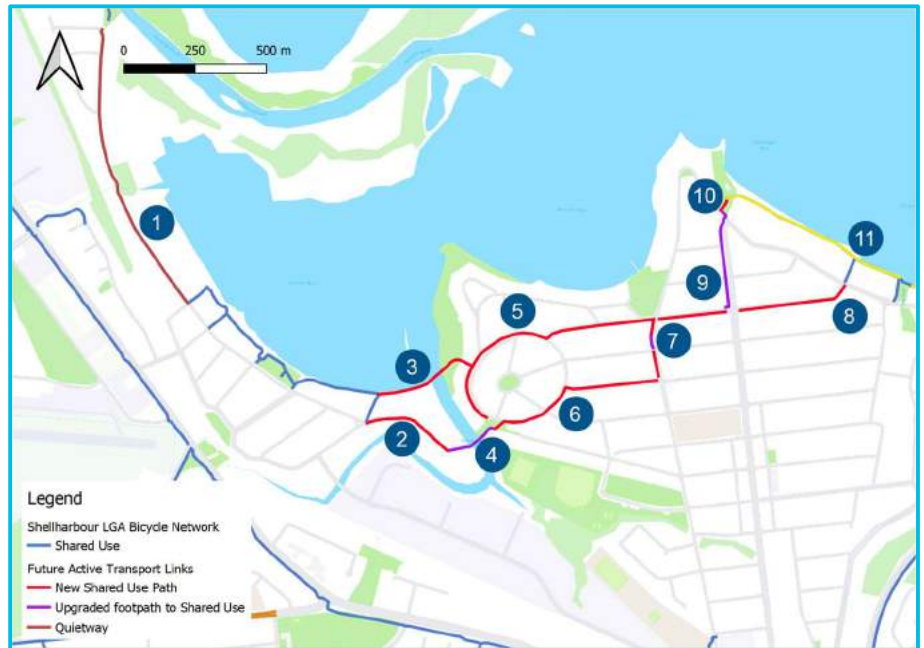 0 250 500 m
1
2
3
4
5
6
7
8
9
10
11
Legend
Shellharbour LGA Bicycle Network
Shared Use
Future Active Transport Links
New Shared Use Path
Upgraded footpath to Shared Use
Quietway